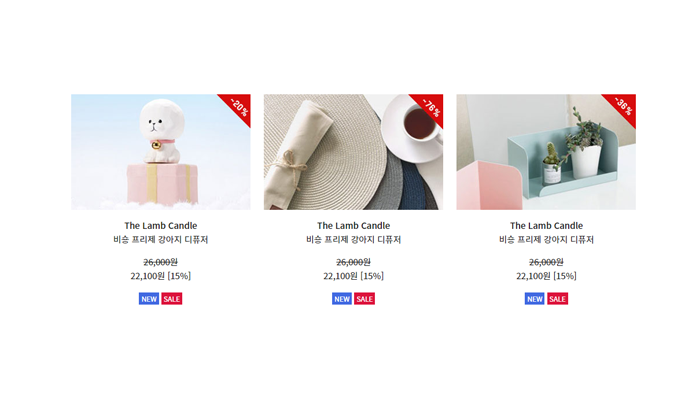 -20%
The Lamb Candle
비숑 프리제 강아지 디퓨저
26,000원
22,100원 [15%]
NEW SALE
-76%
The Lamb Candle
비숑 프리제 강아지 디퓨저
26,000원
22,100원 [15%]
NEW SALE
-36%
The Lamb Candle
비숑 프리제 강아지 디퓨저
26,000원
22,100원 [15%]
NEW SALE